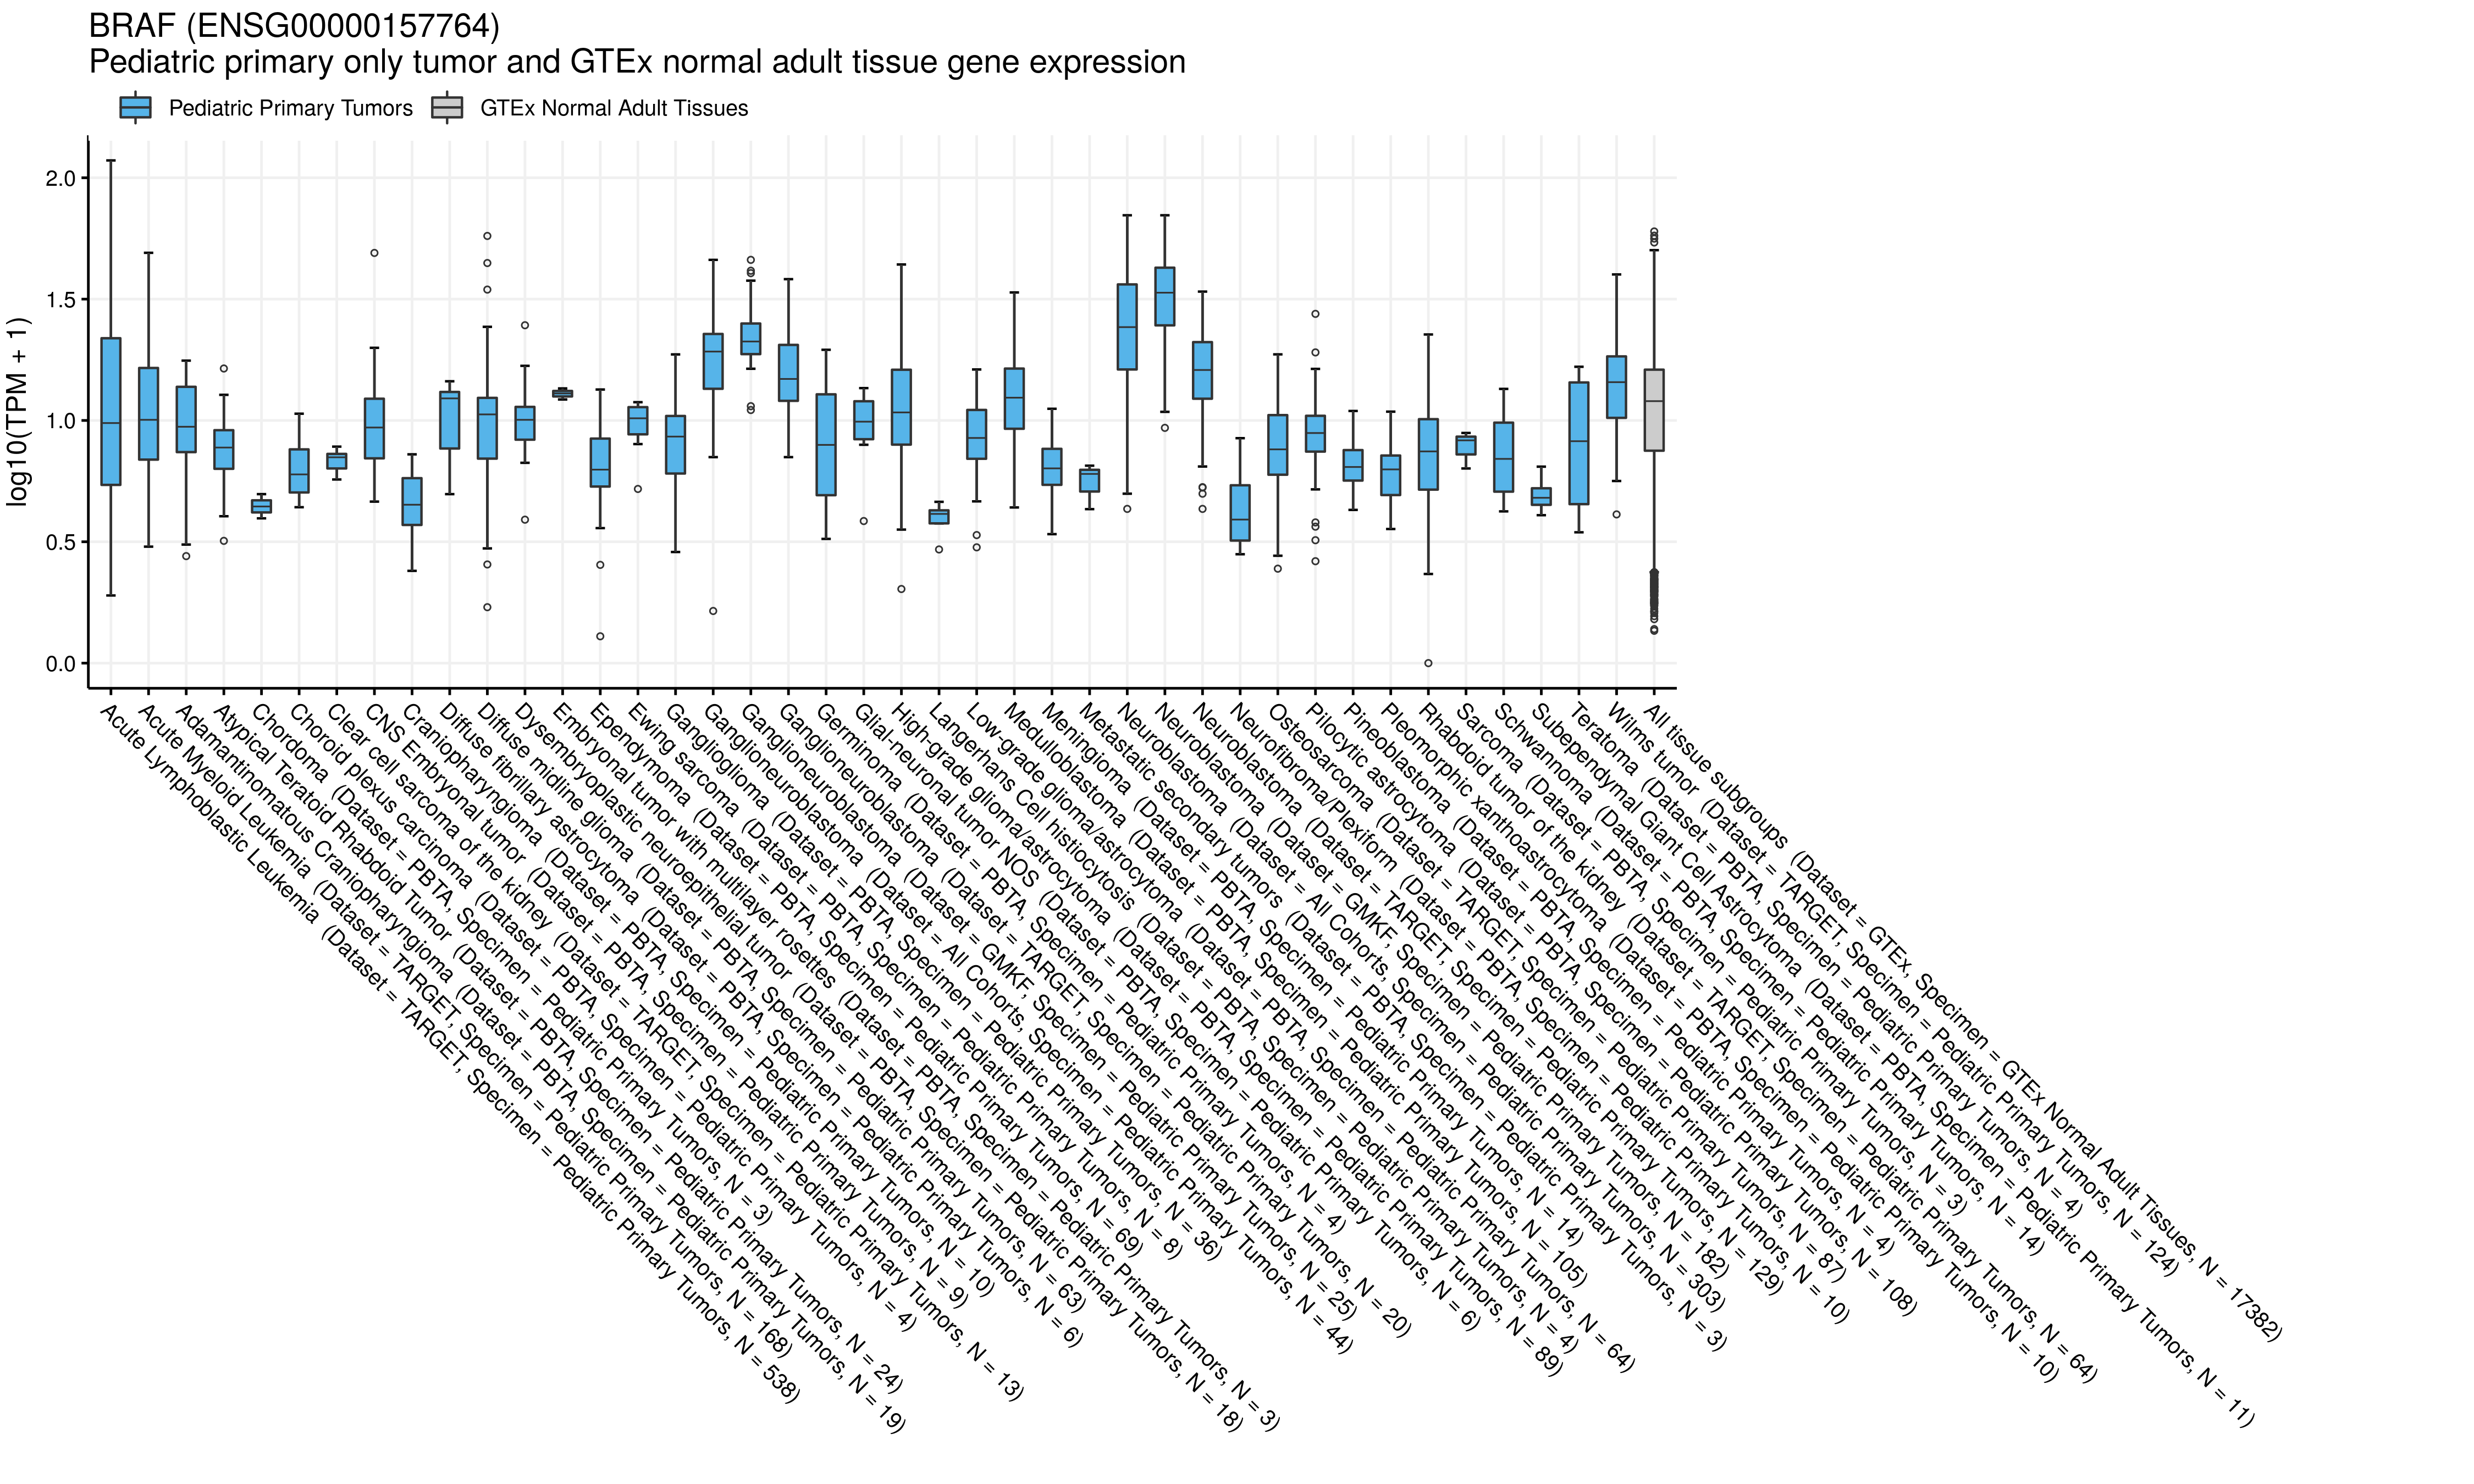 BRAF (ENSG00000157764)
Pediatric primary only tumor and GTEx normal adult tissue gene expression
Pediatric Primary Tumors
GTEx Normal Adult Tissues
log10(TPM + 1)
2.0
1.5
1.0
0.5
0.0
Acute Lymphoblastic Leukemia (Dataset = TARGET, Specimen = Pediatric Primary Tumors, N = 538)
Acute Myeloid Leukemia (Dataset = TARGET, Specimen = Pediatric Primary Tumors, N = 168)
Adamantinomatous Craniopharyngioma (Dataset = PBTA, Specimen = Pediatric Primary Tumors, N = 19)
Atypical Teratoid Rhabdoid Tumor (Dataset = PBTA, Specimen = Pediatric Primary Tumors, N = 24)
Chordoma (Dataset = PBTA, Specimen = Pediatric Primary Tumors, N = 3)
Choroid plexus carcinoma (Dataset = PBTA, Specimen = Pediatric Primary Tumors, N = 4)
Clear cell sarcoma of the kidney (Dataset = TARGET, Specimen = Pediatric Primary Tumors, N = 13)
CNS Embryonal tumor (Dataset = PBTA, Specimen = Pediatric Primary Tumors, N = 9)
Craniopharyngioma (Dataset = PBTA, Specimen = Pediatric Primary Tumors, N = 10)
Diffuse fibrillary astrocytoma (Dataset = PBTA, Specimen = Pediatric Primary Tumors, N = 6)
Diffuse midline glioma (Dataset = PBTA, Specimen = Pediatric Primary Tumors, N = 63)
Dysembryoplastic neuroepithelial tumor (Dataset = PBTA, Specimen = Pediatric Primary Tumors, N = 18)
Embryonal tumor with multilayer rosettes (Dataset = PBTA, Specimen = Pediatric Primary Tumors, N = 3)
Ependymoma (Dataset = PBTA, Specimen = Pediatric Primary Tumors, N = 69)
Ewing sarcoma (Dataset = PBTA, Specimen = Pediatric Primary Tumors, N = 8)
Ganglioglioma (Dataset = PBTA, Specimen = Pediatric Primary Tumors, N = 36)
Ganglioneuroblastoma (Dataset = All Cohorts, Specimen = Pediatric Primary Tumors, N = 44)
Ganglioneuroblastoma (Dataset = GMKF, Specimen = Pediatric Primary Tumors, N = 25)
Ganglioneuroblastoma (Dataset = TARGET, Specimen = Pediatric Primary Tumors, N = 20)
Germinoma (Dataset = PBTA, Specimen = Pediatric Primary Tumors, N = 4)
Glial-neuronal tumor NOS (Dataset = PBTA, Specimen = Pediatric Primary Tumors, N = 6)
High-grade glioma/astrocytoma (Dataset = PBTA, Specimen = Pediatric Primary Tumors, N = 89)
Langerhans Cell histiocytosis (Dataset = PBTA, Specimen = Pediatric Primary Tumors, N = 4)
Low-grade glioma/astrocytoma (Dataset = PBTA, Specimen = Pediatric Primary Tumors, N = 64)
Medulloblastoma (Dataset = PBTA, Specimen = Pediatric Primary Tumors, N = 105)
Meningioma (Dataset = PBTA, Specimen = Pediatric Primary Tumors, N = 14)
Metastatic secondary tumors (Dataset = PBTA, Specimen = Pediatric Primary Tumors, N = 3)
Neuroblastoma (Dataset = All Cohorts, Specimen = Pediatric Primary Tumors, N = 303)
Neuroblastoma (Dataset = GMKF, Specimen = Pediatric Primary Tumors, N = 182)
Neuroblastoma (Dataset = TARGET, Specimen = Pediatric Primary Tumors, N = 129)
Neurofibroma/Plexiform (Dataset = PBTA, Specimen = Pediatric Primary Tumors, N = 10)
Osteosarcoma (Dataset = TARGET, Specimen = Pediatric Primary Tumors, N = 87)
Pilocytic astrocytoma (Dataset = PBTA, Specimen = Pediatric Primary Tumors, N = 108)
Pineoblastoma (Dataset = PBTA, Specimen = Pediatric Primary Tumors, N = 4)
Pleomorphic xanthoastrocytoma (Dataset = PBTA, Specimen = Pediatric Primary Tumors, N = 10)
Rhabdoid tumor of the kidney (Dataset = TARGET, Specimen = Pediatric Primary Tumors, N = 64)
Sarcoma (Dataset = PBTA, Specimen = Pediatric Primary Tumors, N = 3)
Schwannoma (Dataset = PBTA, Specimen = Pediatric Primary Tumors, N = 14)
Subependymal Giant Cell Astrocytoma (Dataset = PBTA, Specimen = Pediatric Primary Tumors, N = 11)
Teratoma (Dataset = PBTA, Specimen = Pediatric Primary Tumors, N = 4)
Wilms tumor (Dataset = TARGET, Specimen = Pediatric Primary Tumors, N = 124)
All tissue subgroups (Dataset = GTEx, Specimen = GTEx Normal Adult Tissues, N = 17382)